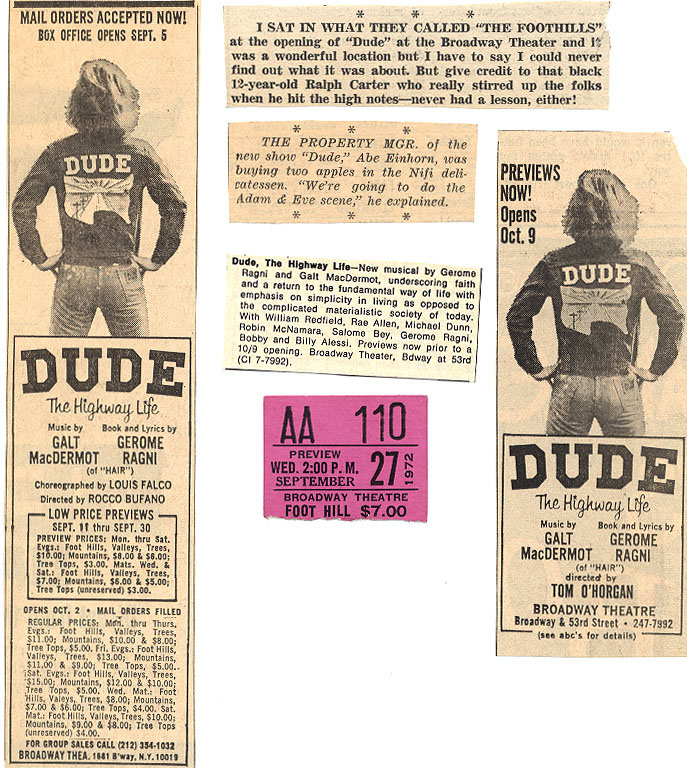 MAIL ORDERS ACCEPTED NOW!
BOX OFFICE OPENS SEPT. 5
DUDE
DUDE
The Highway Life
Music by Book and Lyrics by
GALT GEROME
MacDERMOT RAGNI
(of "HAIR")
Choreographed by LOUIS FALCO
Directed by ROCCO BUFANO
LOW PRICE PREVIEWS
SEPT. 11 thru SEPT. 30
PREVIEW PRICES: Mon. thru Sat.
Evgs.: Foot Hills, Valleys, Trees,
$10.00; Mountains, $8.00 & $6.00;
Tree Tops, $3.00. Mats. Wed. &
Sat.: Foot Hills, Valleys, Trees,
$7.00; Mountains, $6.00 & $5.00;
Tree Tops (unreserved) $3.00.
OPENS OCT. 2 • MAIL ORDERS FILLED
REGULAR PRICES: Mon. thru Thurs.
Evgs.: Foot Hills, Valleys, Trees,
$11.00; Mountains, $10.00 & $8.00;
Tree Tops, $5.00. Fri. Evgs.: Foot Hills,
Valleys, Trees, $13.00; Mountains,
$11.00 & $9.00; Tree Tops, $5.00.
Sat. Evgs.: Foot Hills, Valleys, Trees,
$15.00; Mountains, $12.00 & $10.00;
Tree Tops, $5.00. Wed. Mat.: Foot
Hills, Valeys, Trees, $8.00; Mountains,
$7.00 & $6.00; Tree Tops, $4.00. Sat.
Mat.: Foot Hills, Valleys, Trees, $10.00;
Mountains, $9.00 & $8.00; Tree Tops
(unreserved) $4.00.
FOR GROUP SALES CALL (212) 354-1032
BROADWAY THEA. 1681 B'way, N.Y. 10019
* * *
I SAT IN WHAT THEY CALLED "THE FOOTHILLS"
at the opening of "Dude" at the Broadway Theater and it
was a wonderful location but I have to say I could never
find out what it was about. But give credit to that black
12-year-old Ralph Carter who really stirred up the folks
when he hit the high notes—never had a lesson, either!
* * *
THE PROPERTY MGR. of the
new show "Dude," Abe Einhorn, was
buying two apples in the Nifi deli-
catessen. "We're going to do the
Adam & Eve scene," he explained.
* * *
Dude, The Highway Life—New musical by Gerome
Ragni and Galt MacDermot, underscoring faith
and a return to the fundamental way of life with
emphasis on simplicity in living as opposed to
the complicated materialistic society of today.
With William Redfield, Rae Allen, Michael Dunn,
Robin McNamara, Salome Bey, Gerome Ragni,
Bobby and Billy Alessi. Previews now prior to a
10/9 opening. Broadway Theater, Bdway at 53rd
(CI 7-7992).
AA 110
PREVIEW
WED. 2:00 P.M.
SEPTEMBER 27 1972
BROADWAY THEATRE
FOOT HILL $7.00
PREVIEWS
NOW!
Opens
Oct. 9
DUDE
DUDE
The Highway Life
Music by Book and Lyrics by
GALT GEROME
MacDERMOT RAGNI
(of "HAIR")
directed by
TOM O'HORGAN
BROADWAY THEATRE
Broadway & 53rd Street • 247-7992
(see abc's for details)